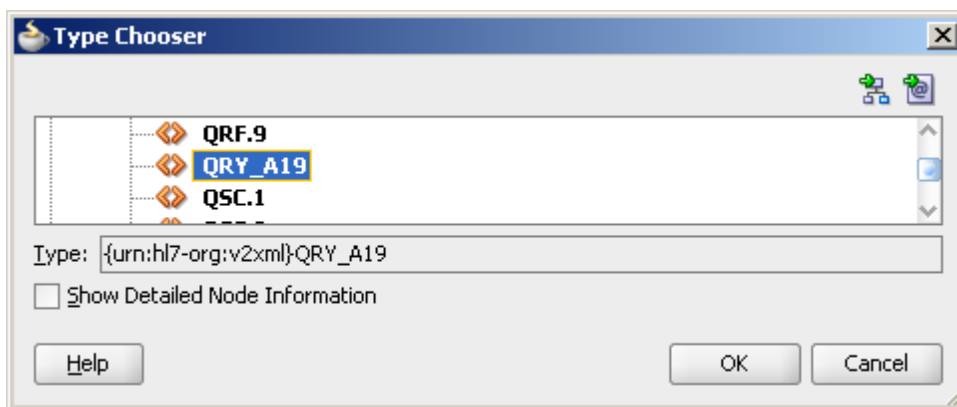 Type Chooser
QRF.9
QRY_A19
QSC.1
Type: {urn:hl7-org:v2xml}QRY_A19
Show Detailed Node Information
Help OK Cancel